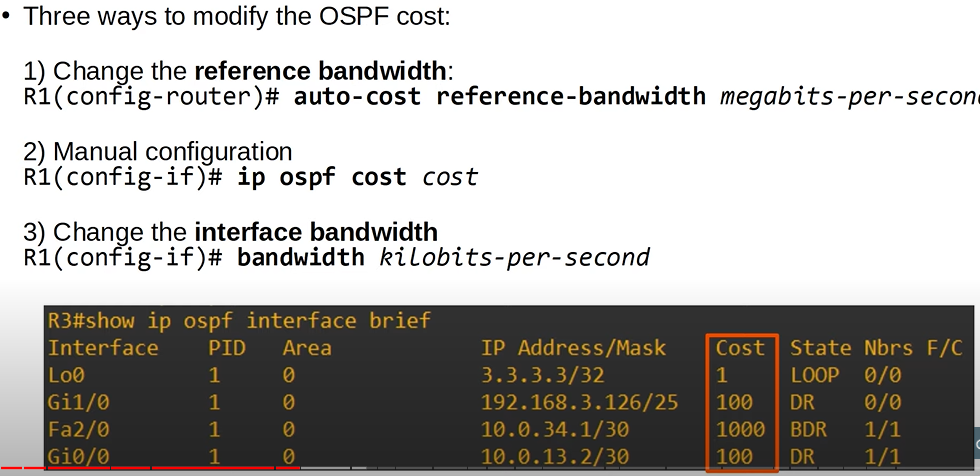 • Three ways to modify the OSPF cost:
1) Change the reference bandwidth:
R1(config-router)# auto-cost reference-bandwidth megabits-per-second
2) Manual configuration
R1(config-if)# ip ospf cost cost
3) Change the interface bandwidth
R1(config-if)# bandwidth kilobits-per-second
R3#show ip ospf interface brief
Interface PID Area IP Address/Mask Cost State Nbrs F/C
Lo0 1 0 3.3.3.3/32 1 LOOP 0/0
Gi1/0 1 0 192.168.3.126/25 100 DR 0/0
Fa2/0 1 0 10.0.34.1/30 1000 BDR 1/1
Gi0/0 1 0 10.0.13.2/30 100 DR 1/1